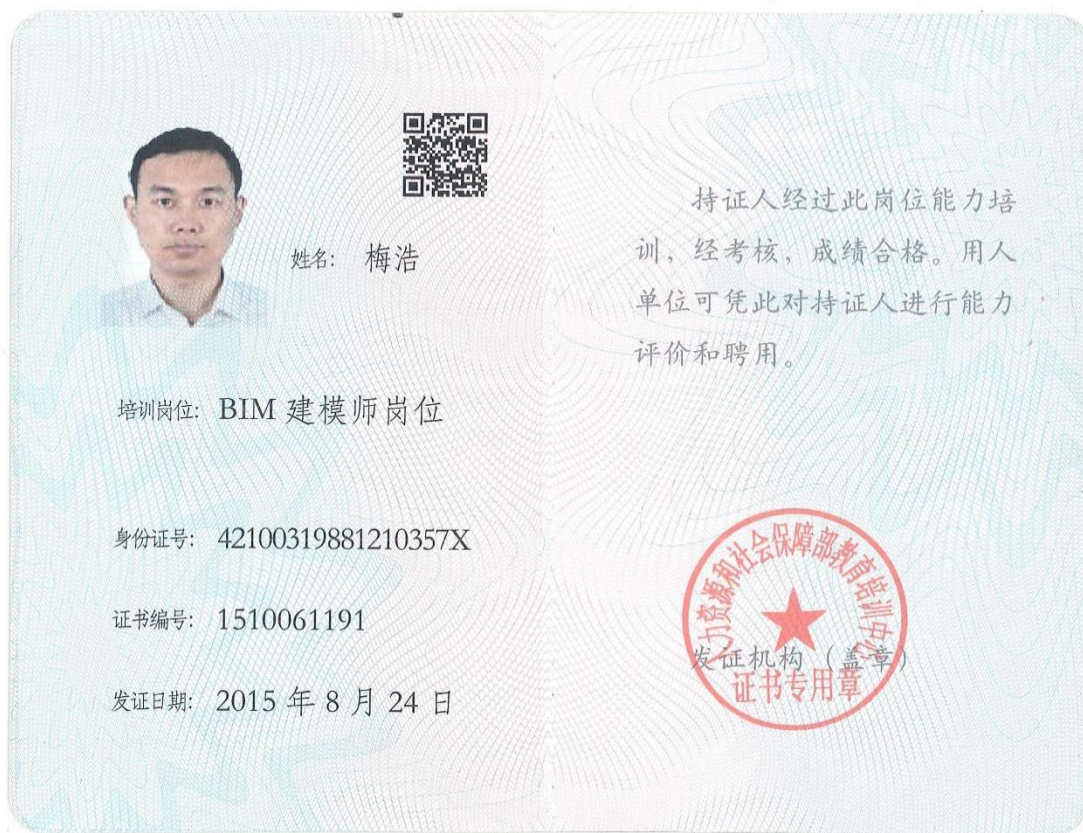 姓名： 梅浩
培训岗位： BIM 建模师岗位
身份证号： 42100319881210357X
证书编号： 1510061191
发证日期： 2015 年 8 月 24 日
持证人经过此岗位能力培
训，经考核，成绩合格。用人
单位可凭此对持证人进行能力
评价和聘用。
人力资源和社会保障部教育培训中心
发证机构（盖章）
证书专用章